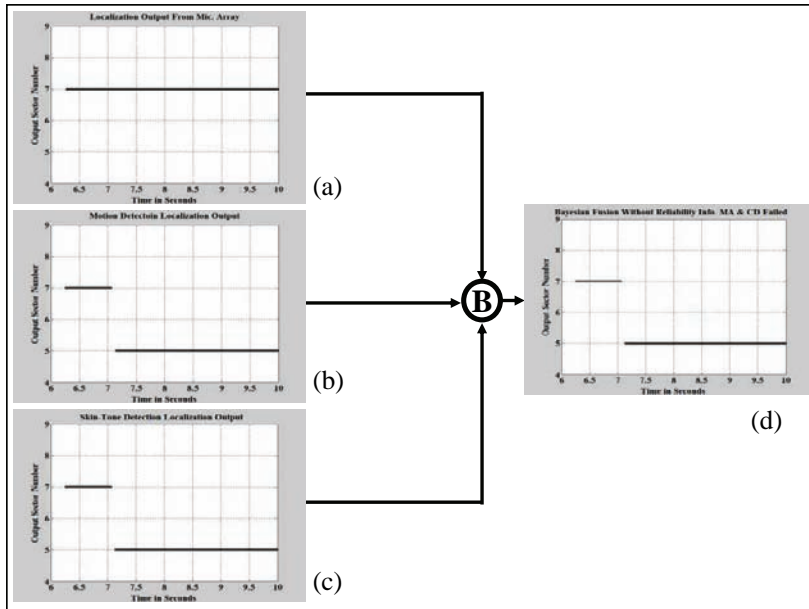 Localization Output From Mic. Array
Output Sector Number
9
8
7
6
5
4
6 6.5 7 7.5 8 8.5 9 9.5 10
Time in Seconds
(a)
Motion Detectoin Localization Output
Output Sector Number
9
8
7
6
5
4
6 6.5 7 7.5 8 8.5 9 9.5 10
Time in Seconds
(b)
Skin-Tone Detection Localization Output
Output Sector Number
9
8
7
6
5
4
6 6.5 7 7.5 8 8.5 9 9.5 10
Time in Seconds
(c)
B
Bayesian Fusion Without Reliability Info. MA & CD Failed
Output Sector Number
9
8
7
6
5
4
6 6.5 7 7.5 8 8.5 9 9.5 10
Time in Seconds
(d)